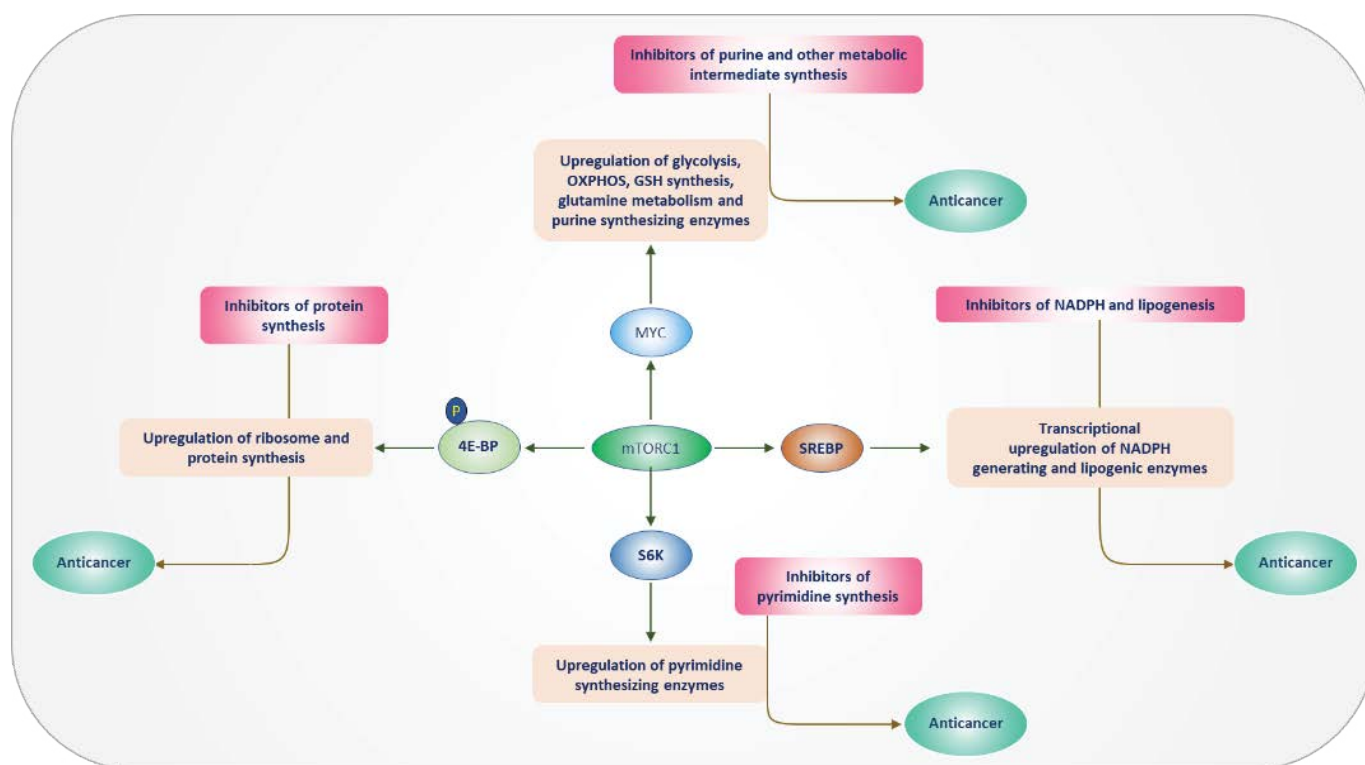 Inhibitors of purine and other metabolic
intermediate synthesis
Upregulation of glycolysis,
OXPHOS, GSH synthesis,
glutamine metabolism and
purine synthesizing enzymes
Anticancer
Inhibitors of protein
synthesis
Inhibitors of NADPH and lipogenesis
MYC
P
Upregulation of ribosome and
protein synthesis
4E-BP
mTORC1
SREBP
Transcriptional
upregulation of NADPH
generating and lipogenic enzymes
Anticancer
S6K
Inhibitors of
pyrimidine synthesis
Anticancer
Upregulation of pyrimidine
synthesizing enzymes
Anticancer